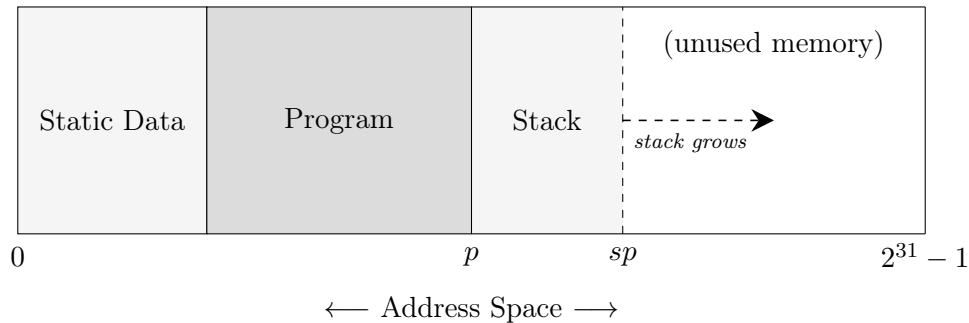 (unused memory)
Static Data Program Stack
stack grows
0 p sp 2^31 − 1
⟵ Address Space ⟶